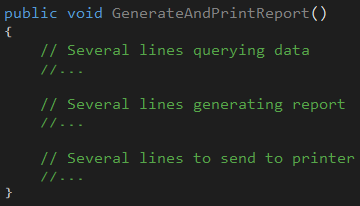 public void GenerateAndPrintReport()
{
    // Several lines querying data
    //...

    // Several lines generating report
    //...

    // Several lines to send to printer
    //...
}